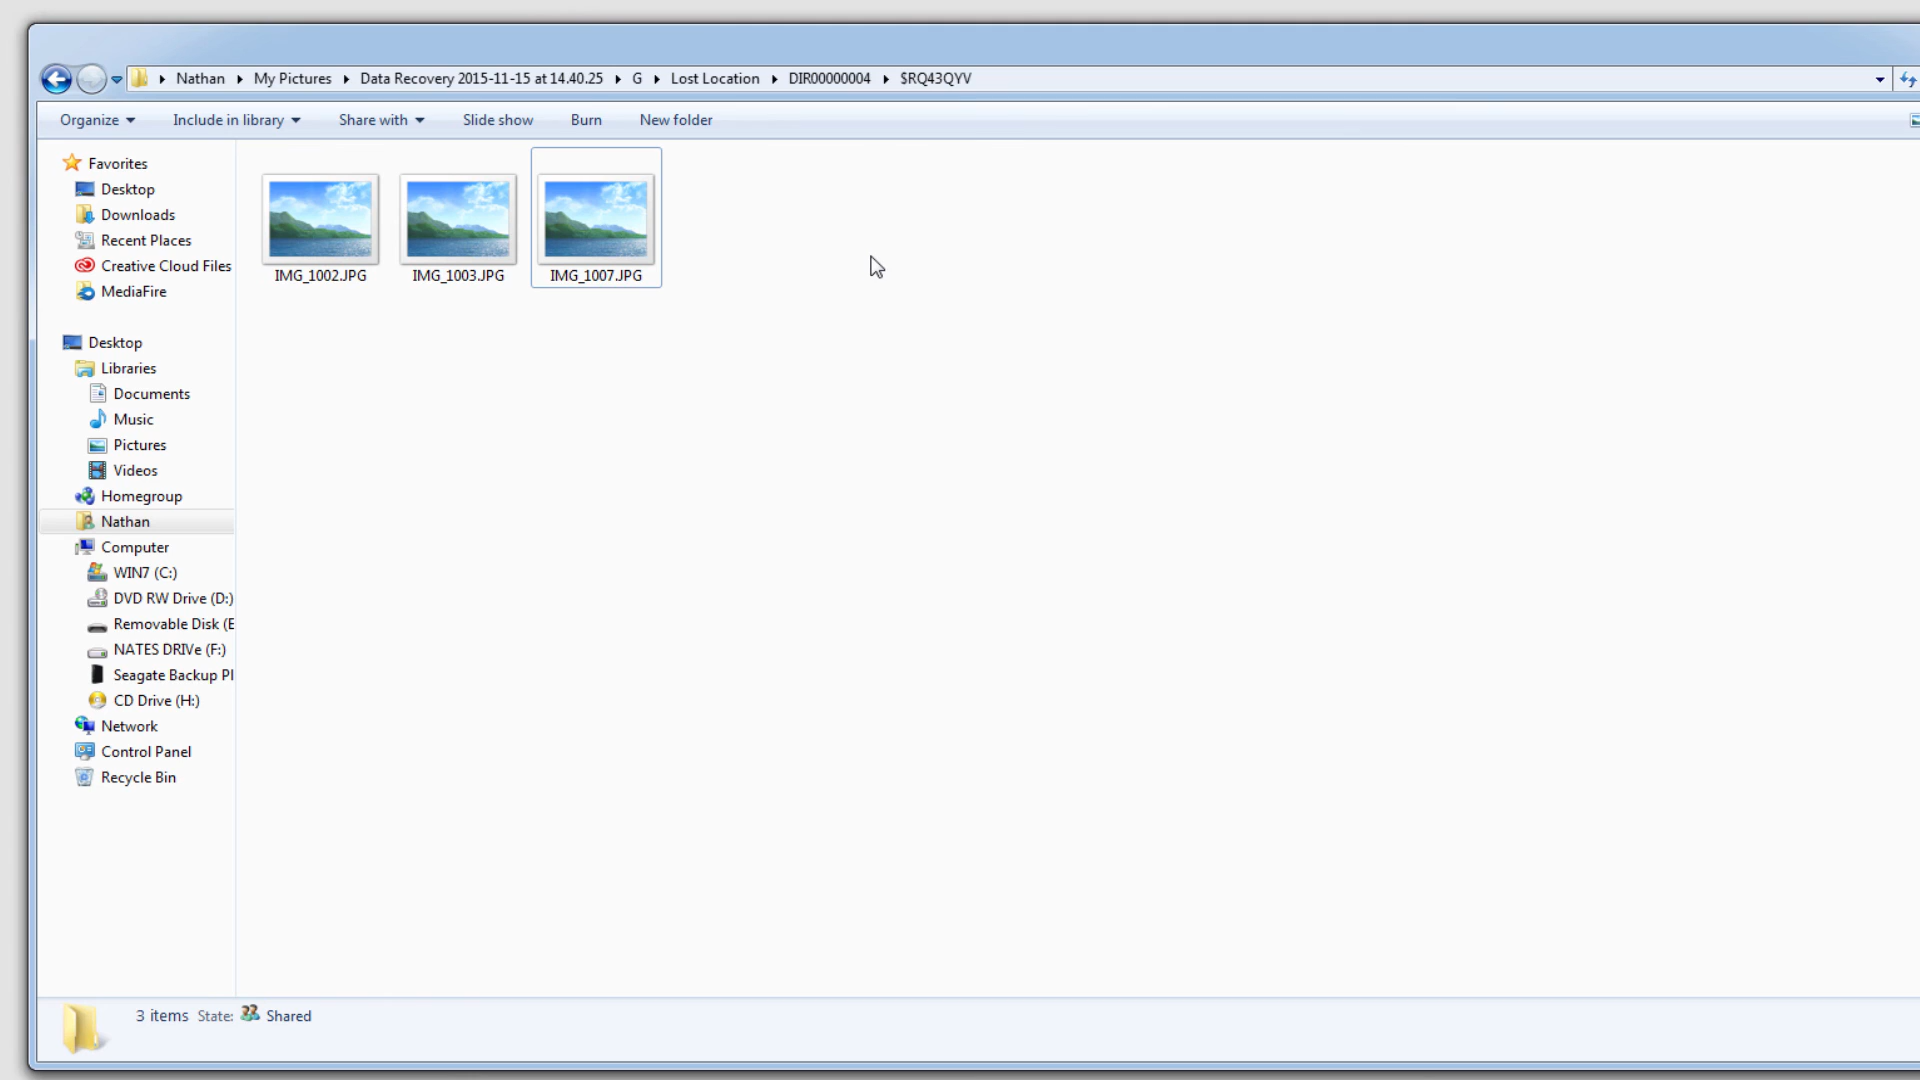 Nathan My Pictures Data Recovery 2015-11-15 at 14.40.25 G Lost Location DIR00000004 $RQ43QYV
Organize Include in library Share with Slide show Burn New folder
Favorites
Desktop
Downloads
Recent Places
Creative Cloud Files
MediaFire
Desktop
Libraries
Documents
Music
Pictures
Videos
Homegroup
Nathan
Computer
WIN7 (C:)
DVD RW Drive (D:)
Removable Disk (E
NATES DRIVe (F:)
Seagate Backup Pl
CD Drive (H:)
Network
Control Panel
Recycle Bin
IMG_1002.JPG IMG_1003.JPG IMG_1007.JPG
3 items State: Shared